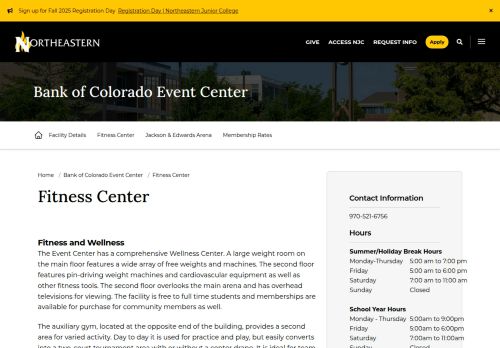 Sign up for Fall 2025 Registration Day Registration Day | Northeastern Junior College ×
NORTHEASTERN
GIVE ACCESS NJC REQUEST INFO Apply
Bank of Colorado Event Center
Facility Details Fitness Center Jackson & Edwards Arena Membership Rates
Home / Bank of Colorado Event Center / Fitness Center
Fitness Center
Fitness and Wellness
The Event Center has a comprehensive Wellness Center. A large weight room on
the main floor features a wide array of free weights and machines. The second floor
features pin-driving weight machines and cardiovascular equipment as well as
other fitness tools. The second floor overlooks the main arena and has overhead
televisions for viewing. The facility is free to full time students and memberships are
available for purchase for community members as well.
The auxiliary gym, located at the opposite end of the building, provides a second
area for varied activity. Day to day it is used for practice and play, but easily converts
into a two court tournament area with or without a center drape. It is ideal for team
Contact Information
970-521-6756
Hours
Summer/Holiday Break Hours
Monday-Thursday 5:00 am to 7:00 pm
Friday 5:00 am to 6:00 pm
Saturday 7:00 am to 11:00 am
Sunday Closed
School Year Hours
Monday - Thursday 5:00am to 9:00pm
Friday 5:00am to 6:00pm
Saturday 7:00am to 11:00am
Sunday Closed